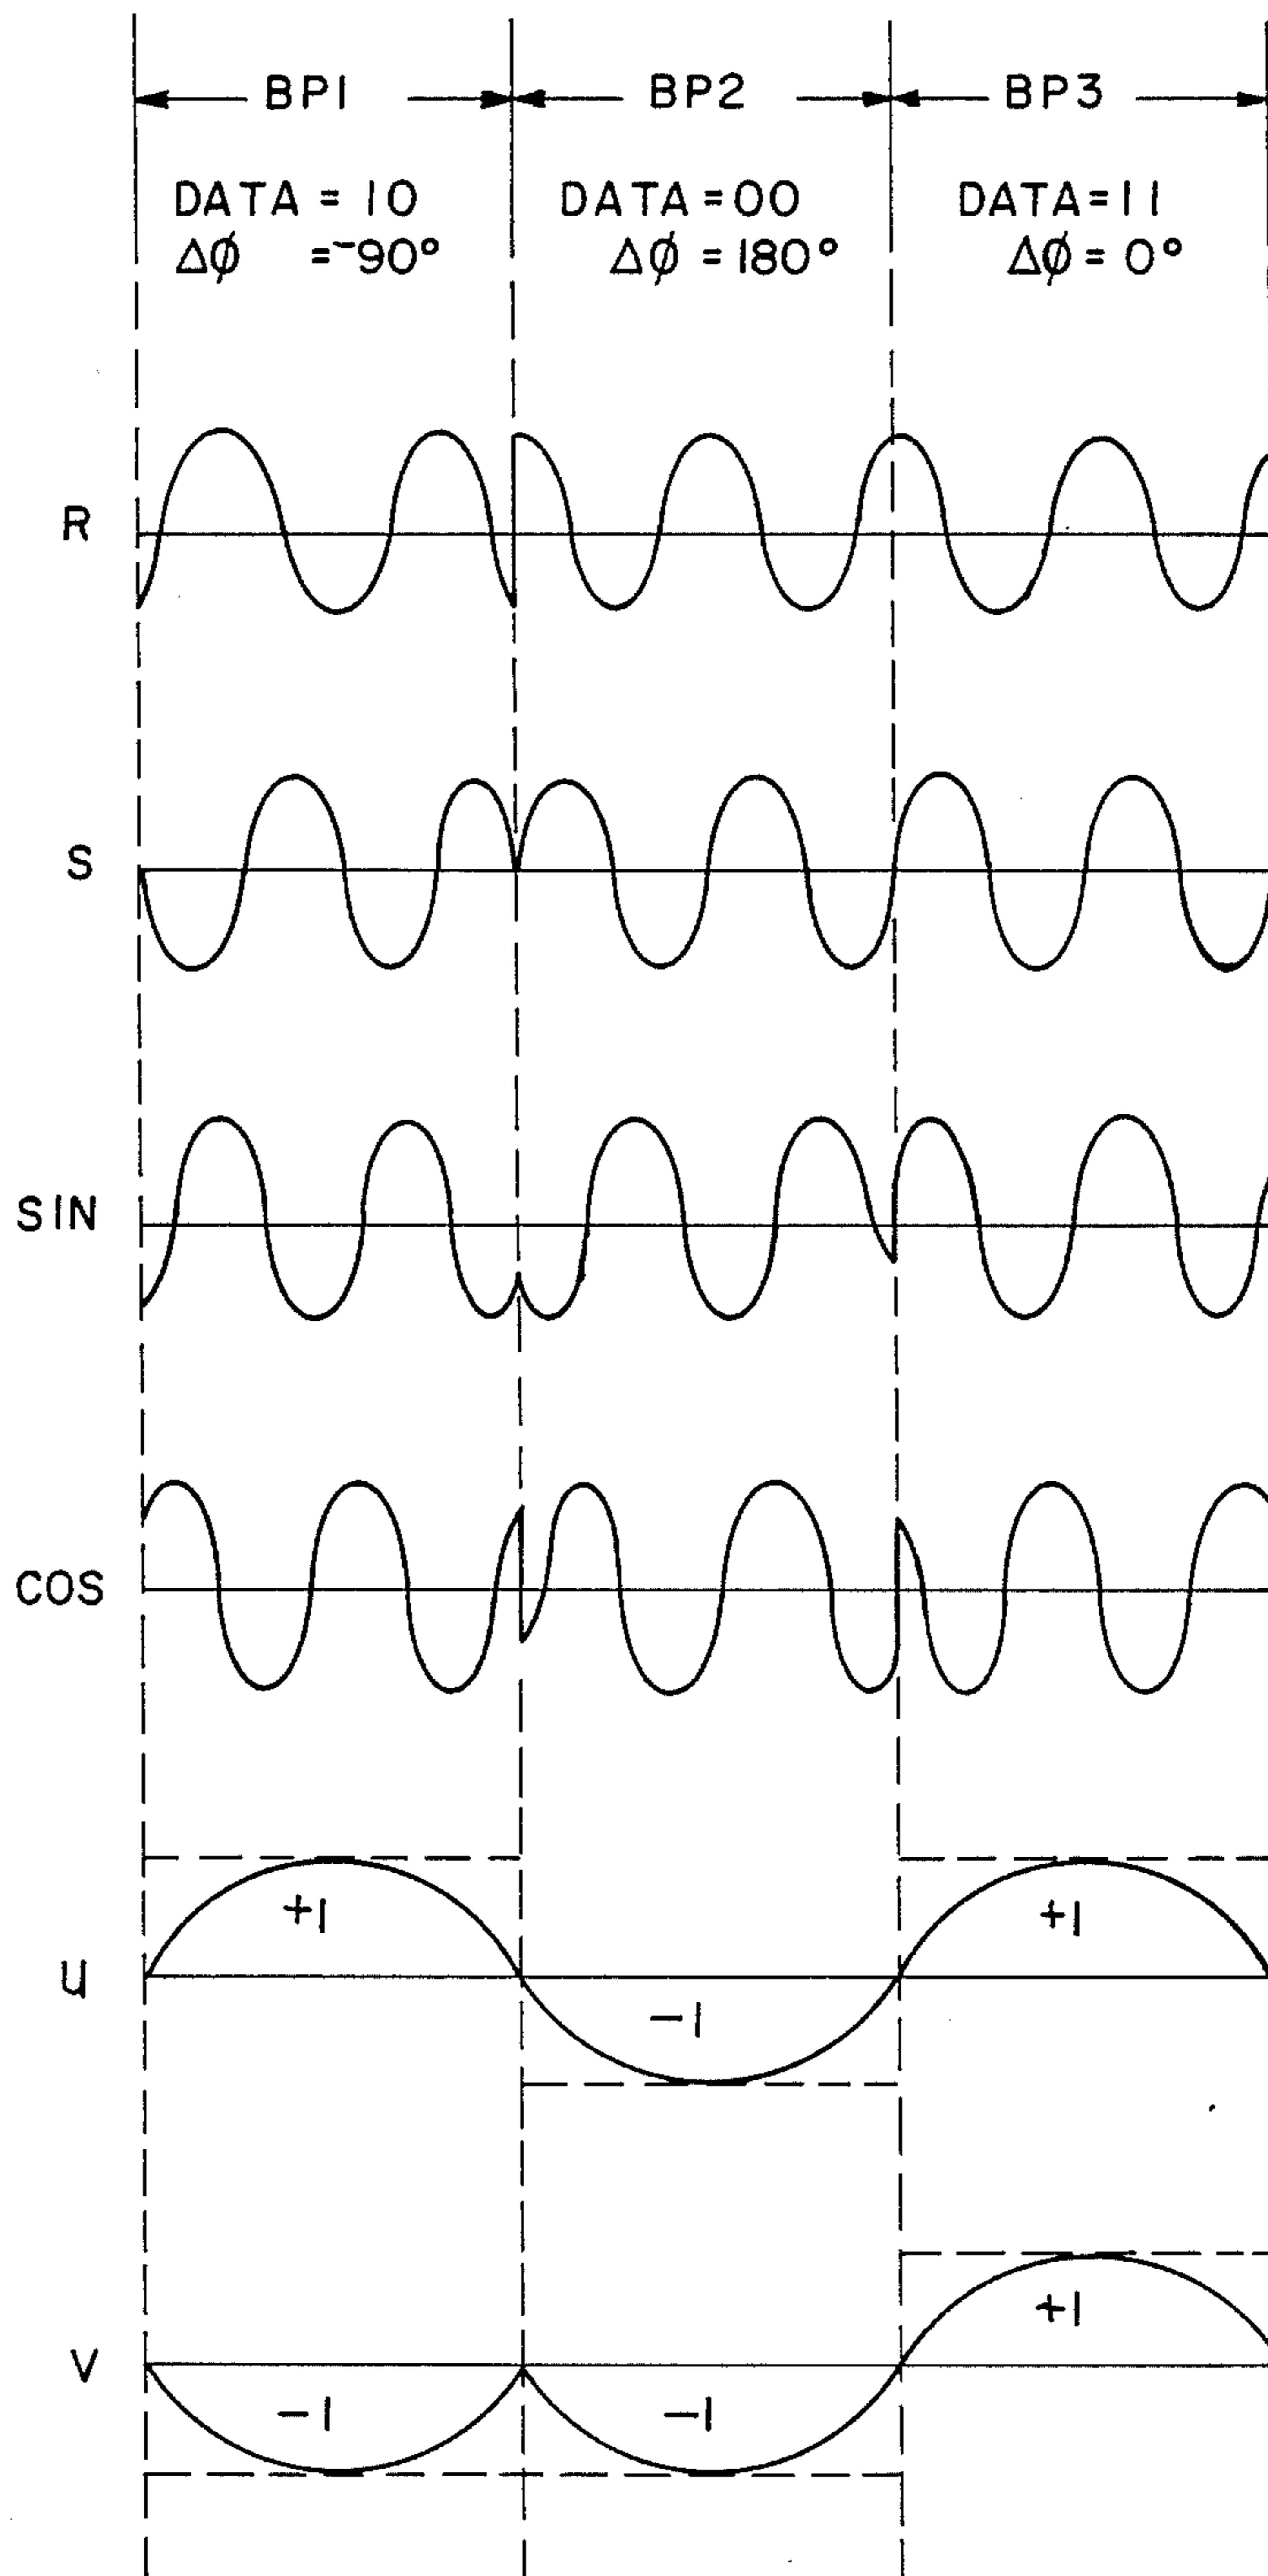 BP1 BP2 BP3
DATA = 10 DATA = 00 DATA = 11
Δϕ = -90° Δϕ = 180° Δϕ = 0°
R
S
SIN
COS
u
+1 -1 +1
v
-1 -1 +1